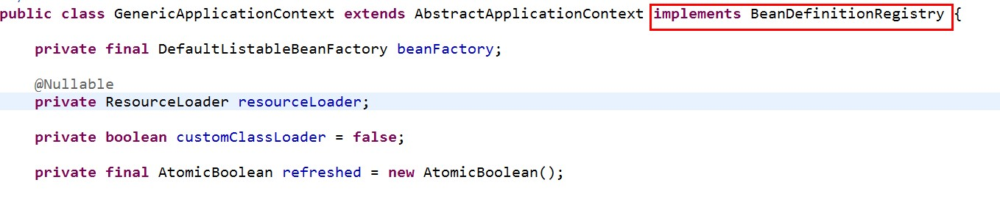 public class GenericApplicationContext extends AbstractApplicationContext implements BeanDefinitionRegistry {
private final DefaultListableBeanFactory beanFactory;
@Nullable
private ResourceLoader resourceLoader;
private boolean customClassLoader = false;
private final AtomicBoolean refreshed = new AtomicBoolean();